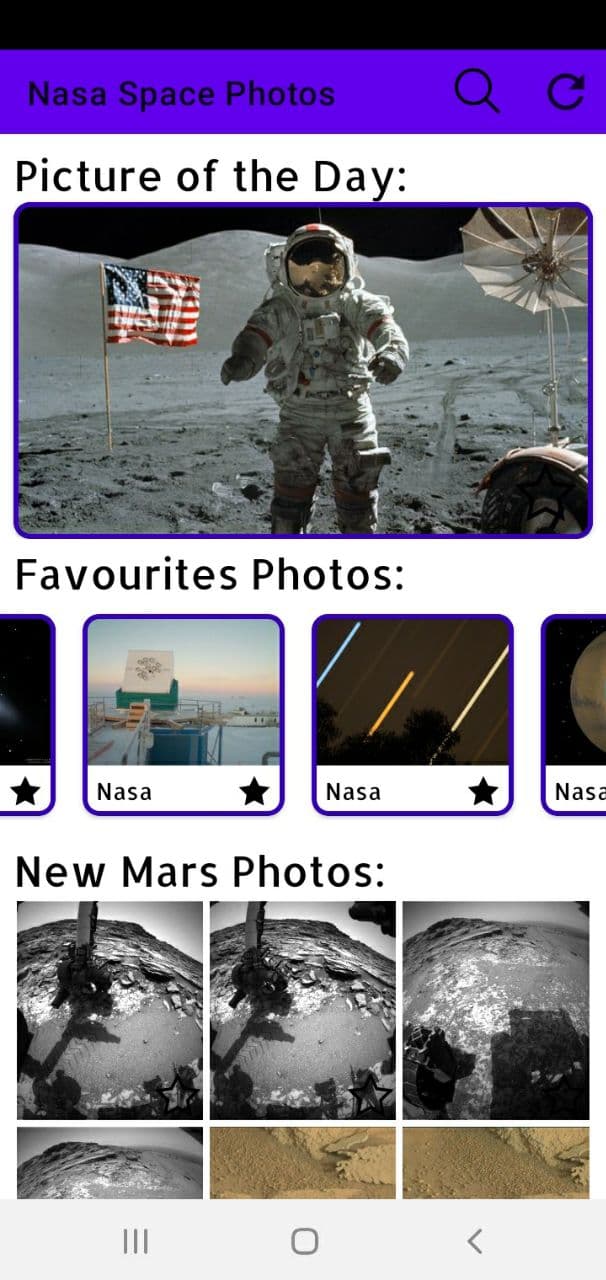 Nasa Space Photos
Picture of the Day:
Favourites Photos:
Nasa
Nasa
Nasa
New Mars Photos: